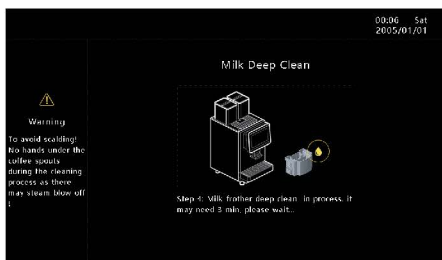 00:06 Sat
2005/01/01
Milk Deep Clean
Warning
To avoid scalding!
No hands under the
coffee spouts
during the cleaning
process as there
may steam blow off
!
Step 4: Milk frother deep clean in process, it
may need 3 min, please wait...